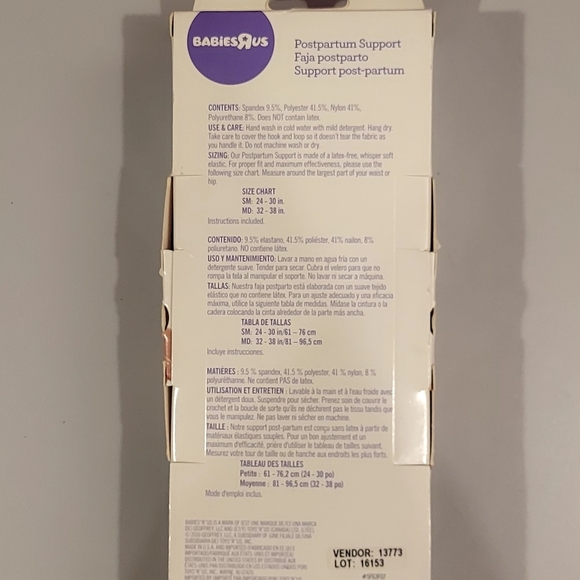 BABIESRUS
Postpartum Support
Faja postparto
Support post-partum
CONTENTS: Spandex 9.5%, Polyester 41.5%, Nylon 41%,
Polyurethane 8%. Does NOT contain latex.
USE & CARE: Hand wash in cold water with mild detergent. Hang dry.
Take care to cover the hook and loop so it doesn't tear the fabric as
you handle it. Do not machine wash or dry.
SIZING: Our Postpartum Support is made of a latex-free, whisper soft
elastic. For proper fit and maximum effectiveness, please use the
following size chart. Measure around the largest part of your waist or
hip.
SIZE CHART
SM: 24 - 30 in.
MD: 32 - 38 in.
Instructions included.
CONTENIDO: 9.5% elastano, 41.5% poliéster, 41% nailon, 8%
poliuretano. NO contiene látex.
USO Y MANTENIMIENTO: Lavar a mano en agua fría con un
detergente suave. Tender para secar. Cubra el velcro para que no
rompa la tela al manipular el soporte. No lavar ni secar a máquina.
TALLAS: Nuestra faja postparto está elaborada con un suave tejido
elástico que no contiene látex. Para un ajuste adecuado y una eficacia
máxima, utilice la siguiente tabla de medidas. Mídase la cintura o la
cadera colocando la cinta alrededor de la parte más ancha.
TABLA DE TALLAS
SM: 24 - 30 in/61 – 76 cm
MD: 32 - 38 in/81 – 96,5 cm
Incluye instrucciones.
MATIÈRES : 9.5 % spandex, 41.5 % polyester, 41 % nylon, 8 %
polyuréthanne. Ne contient PAS de latex.
UTILISATION ET ENTRETIEN : Lavable à la main et à l'eau froide avec
un détergent doux. Suspendre pour sécher. Prenez soin de couvrir le
crochet et la boucle de sorte qu'ils ne déchirent pas le tissu tandis que
vous le manipulez. Ne pas laver ni sécher en machine.
TAILLE : Notre support post-partum est conçu sans latex à partir de
matériaux élastiques souples. Pour un bon ajustement et un
maximum d'efficacité, prière d'utiliser le tableau de tailles suivant.
Mesurez votre tour de taille ou de hanche aux endroits les plus forts.
TABLEAU DES TAILLES
Petite : 61 - 76,2 cm (24 - 30 po)
Moyenne : 81 - 96,5 cm (32 - 38 po)
Mode d'emploi inclus.
VENDOR: 13773
LOT: 16153